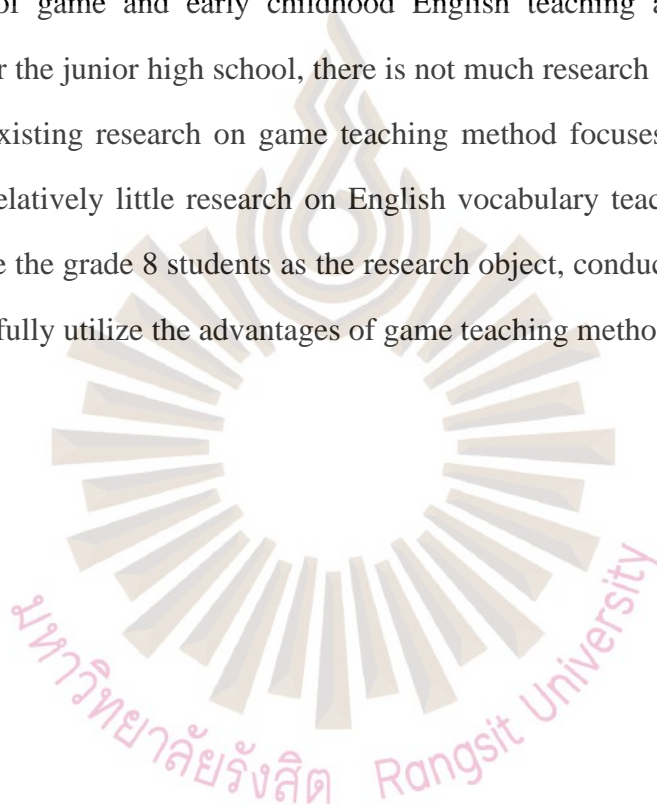 of game and early childhood English teaching a
r the junior high school, there is not much research
xisting research on game teaching method focuses
elatively little research on English vocabulary teac
e the grade 8 students as the research object, conduc
fully utilize the advantages of game teaching metho
มหาวิทยาลัยรังสิต Rangsit University